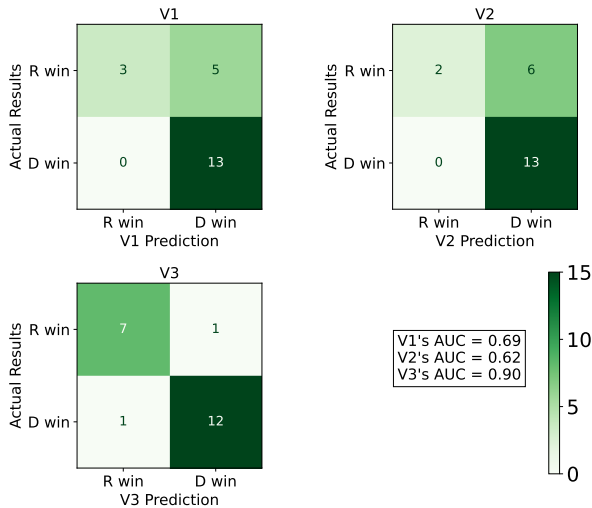 V1
Actual Results
R win
3
5
D win
0
13
R win
D win
V1 Prediction
V2
Actual Results
R win
2
6
D win
0
13
R win
D win
V2 Prediction
V3
Actual Results
R win
7
1
D win
1
12
R win
D win
V3 Prediction
V1's AUC = 0.69
V2's AUC = 0.62
V3's AUC = 0.90
15
10
5
0